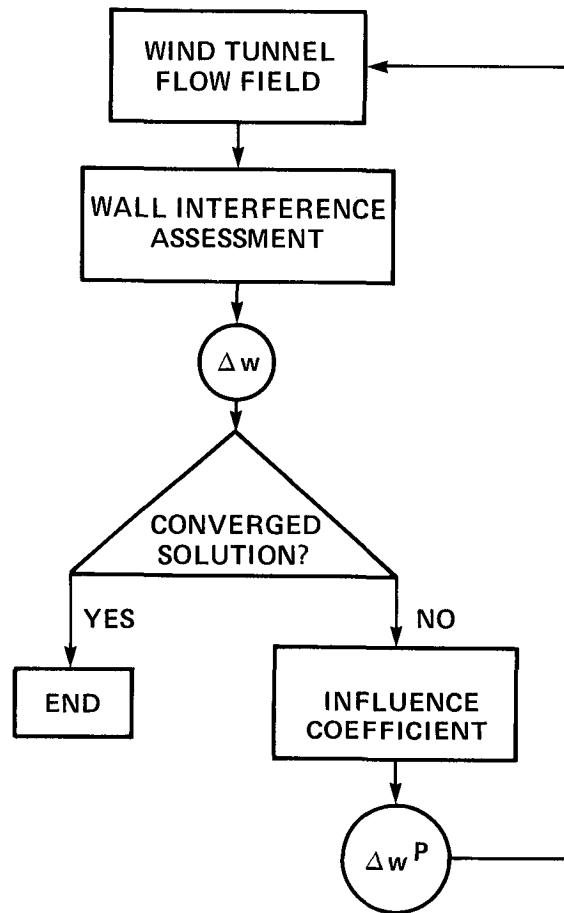 WIND TUNNEL
FLOW FIELD
WALL INTERFERENCE
ASSESSMENT
Δw
CONVERGED
SOLUTION?
YES
NO
END
INFLUENCE
COEFFICIENT
Δw^P